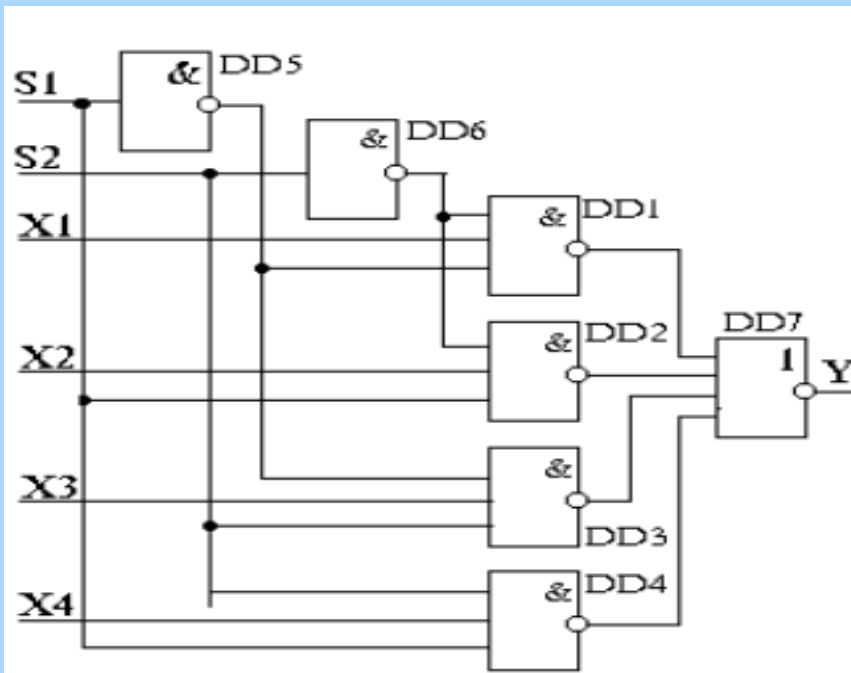 & DD5
S1
& DD6
S2
& DD1
X1
DD7
& DD2
1 Y
X2
&
X3
DD3
& DD4
X4